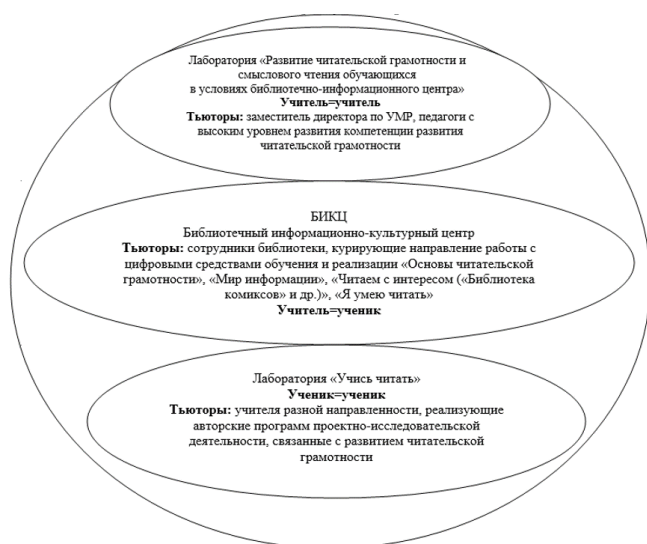 Лаборатория «Развитие читательской грамотности и
смыслового чтения обучающихся
в условиях библиотечно-информационного центра»
Учитель=учитель
Тьюторы: заместитель директора по УМР, педагоги с
высоким уровнем развития компетенции развития
читательской грамотности
БИКЦ
Библиотечный информационно-культурный центр
Тьюторы: сотрудники библиотеки, курирующие направление работы с
цифровыми средствами обучения и реализации «Основы читательской
грамотности», «Мир информации», «Читаем с интересом («Библиотека
комиксов» и др.)», «Я умею читать»
Учитель=ученик
Лаборатория «Учись читать»
Ученик=ученик
Тьюторы: учителя разной направленности, реализующие
авторские программ проектно-исследовательской
деятельности, связанные с развитием читательской
грамотности